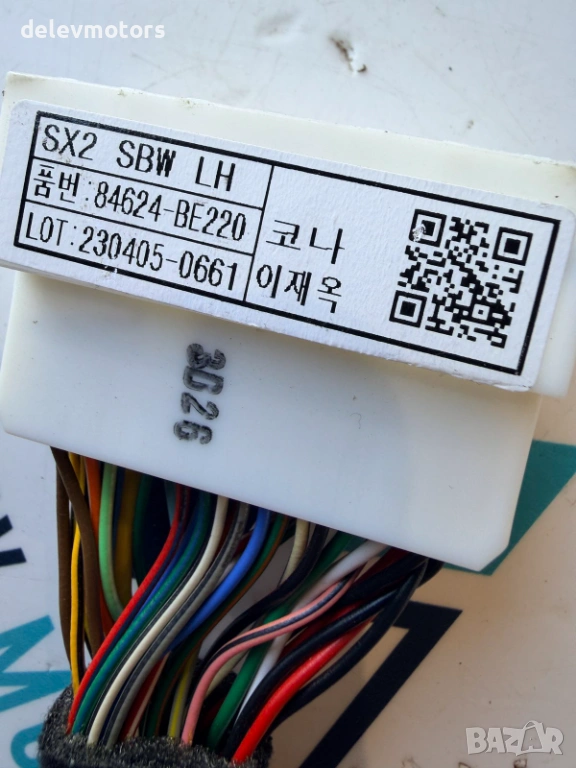 delevmotors
SX2 SBW LH
품번:84624-BE220
LOT:230405-0661
코나
이재옥
3D26
BAZAR